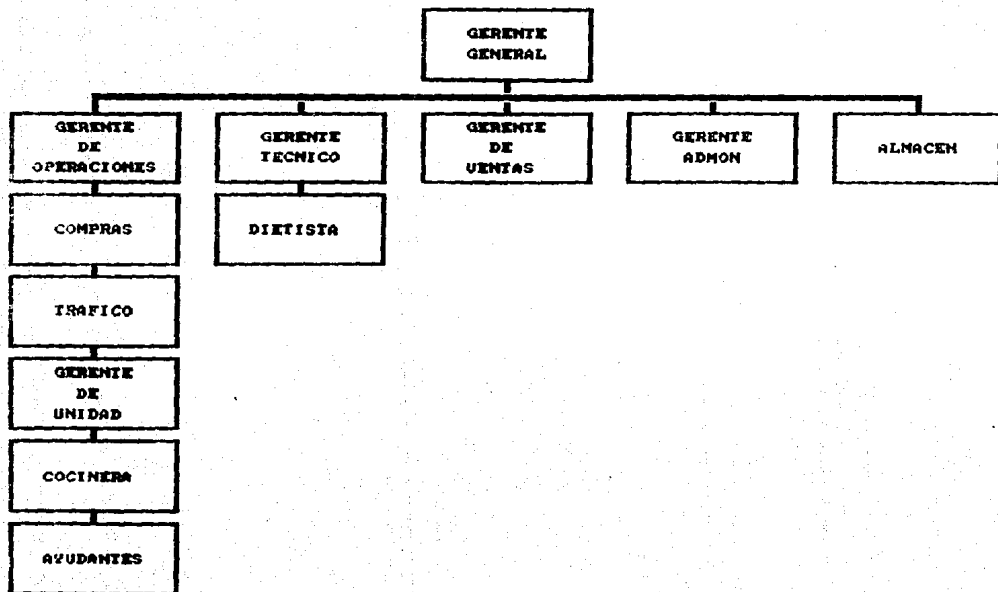 GERENTE
GENERAL
GERENTE
DE
OPERACIONES
GERENTE
TECNICO
GERENTE
DE
VENTAS
GERENTE
ADMON
ALMACEN
COMPRAS
DIETISTA
TRAFICO
GERENTE
DE
UNIDAD
COCINERA
AYUDANTES